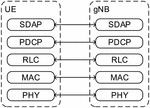 UE gNB
SDAP SDAP
PDCP PDCP
RLC RLC
MAC MAC
PHY PHY